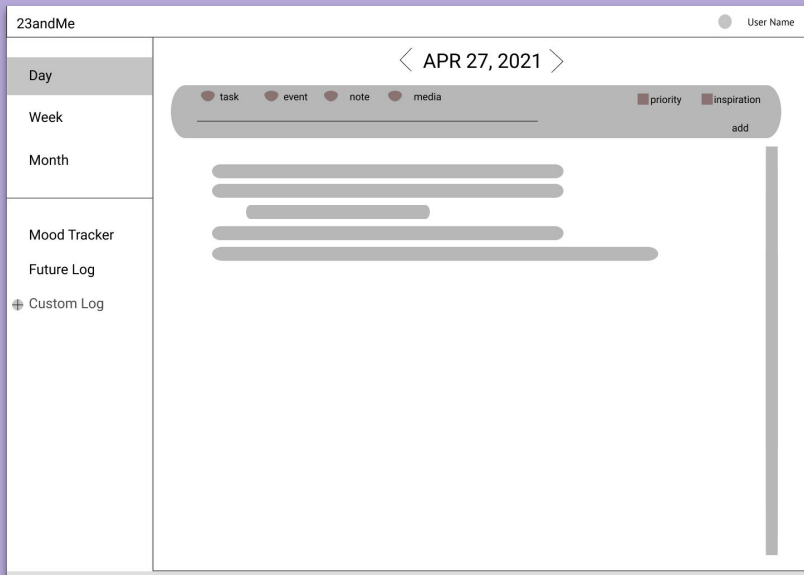 23andMe
User Name
Day
Week
Month
Mood Tracker
Future Log
Custom Log
APR 27, 2021
task event note media priority inspiration
add